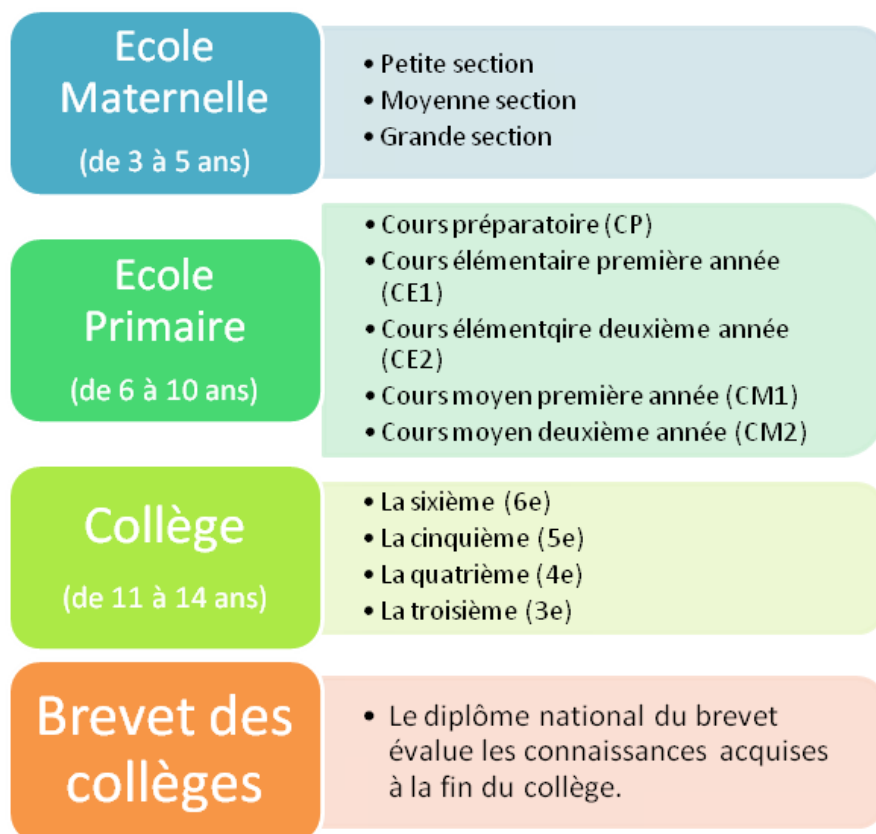 Ecole
Maternelle
(de 3 à 5 ans)
• Petite section
• Moyenne section
• Grande section
Ecole
Primaire
(de 6 à 10 ans)
• Cours préparatoire (CP)
• Cours élémentaire première année
(CE1)
• Cours élémentqire deuxième année
(CE2)
• Cours moyen première année (CM1)
• Cours moyen deuxième année (CM2)
Collège
(de 11 à 14 ans)
• La sixième (6e)
• La cinquième (5e)
• La quatrième (4e)
• La troisième (3e)
Brevet des
collèges
• Le diplôme national du brevet
évalue les connaissances acquises
à la fin du collège.